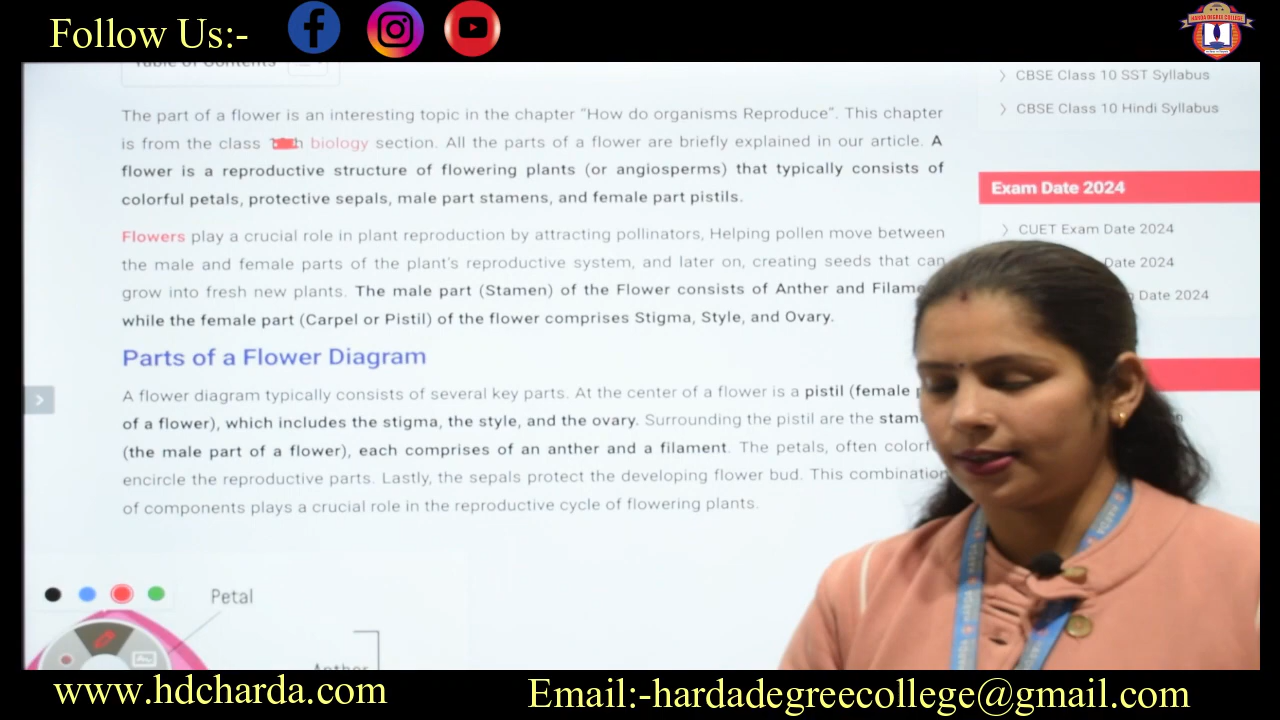 Follow Us:-
HARDA DEGREE COLLEGE
Table of Contents
The part of a flower is an interesting topic in the chapter "How do organisms Reproduce". This chapter
is from the class biology section. All the parts of a flower are briefly explained in our article. A
flower is a reproductive structure of flowering plants (or angiosperms) that typically consists of
colorful petals, protective sepals, male part stamens, and female part pistils.
Flowers play a crucial role in plant reproduction by attracting pollinators, Helping pollen move between
the male and female parts of the plant's reproductive system, and later on, creating seeds that can
grow into fresh new plants. The male part (Stamen) of the Flower consists of Anther and Filame
while the female part (Carpel or Pistil) of the flower comprises Stigma, Style, and Ovary.
Parts of a Flower Diagram
A flower diagram typically consists of several key parts. At the center of a flower is a pistil (female
of a flower), which includes the stigma, the style, and the ovary. Surrounding the pistil are the stam
(the male part of a flower), each comprises of an anther and a filament. The petals, often colorf
encircle the reproductive parts. Lastly, the sepals protect the developing flower bud. This combination
of components plays a crucial role in the reproductive cycle of flowering plants.
Petal
Anther
CBSE Class 10 SST Syllabus
CBSE Class 10 Hindi Syllabus
Exam Date 2024
CUET Exam Date 2024
Date 2024
Date 2024
HARDA
www.hdcharda.com
Email:-hardadegreecollege@gmail.com